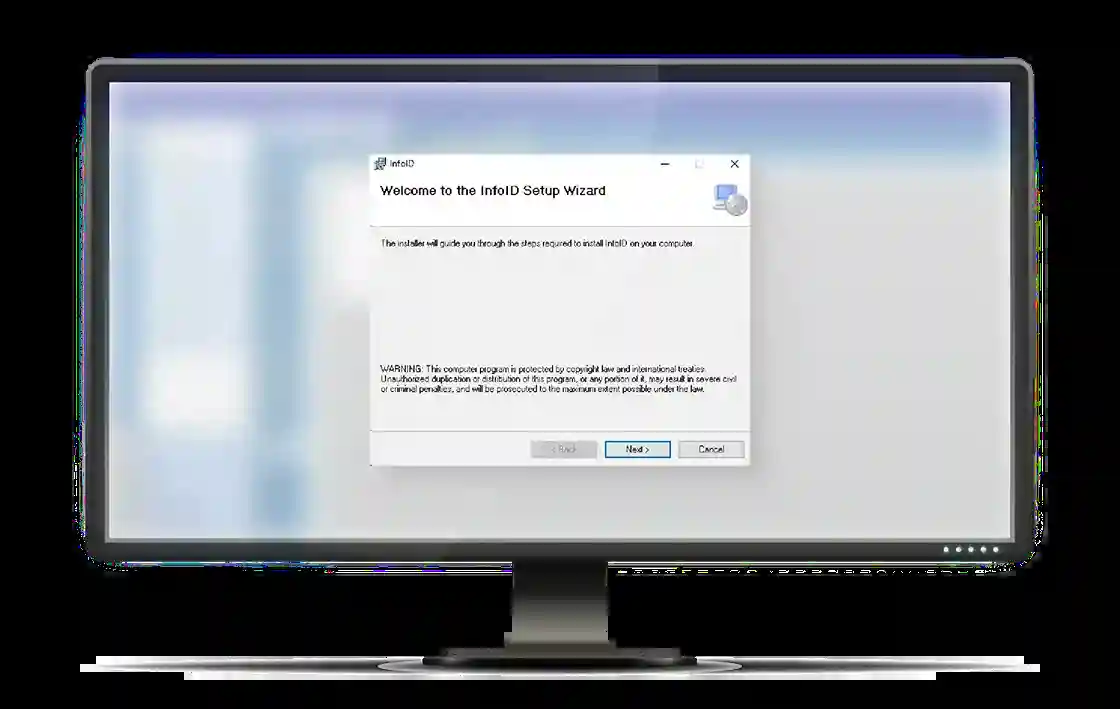 InfoID
Welcome to the InfoID Setup Wizard
The installer will guide you through the steps required to install InfoID on your computer.
WARNING: This computer program is protected by copyright law and international treaties.
Unauthorized duplication or distribution of this program, or any portion of it, may result in severe civil
or criminal penalties, and will be prosecuted to the maximum extent possible under the law.
< Back
Next >
Cancel